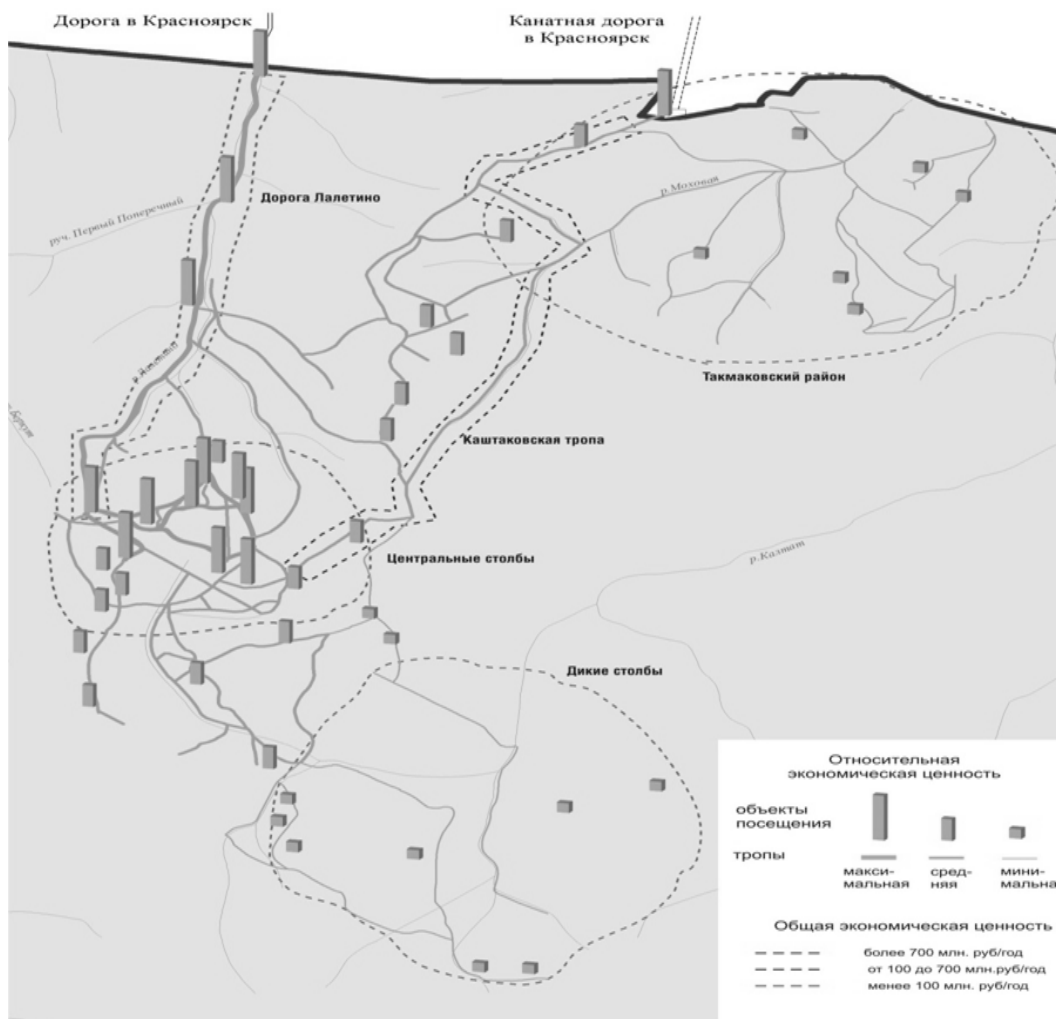 Дорога в Красноярск
Канатная дорога
в Красноярск
Дорога Лалетино
руч. Первый Поперечный
р.Моховая
р.Лалетино
Такмаковский район
Каштаковская тропа
Центральные столбы
р.Калтат
Дикие столбы
Относительная
экономическая ценность
объекты
посещения
тропы
макси-
мальная
сред-
няя
мини-
мальна
Общая экономическая ценность
более 700 млн. руб/год
от 100 до 700 млн.руб/год
менее 100 млн. руб/год